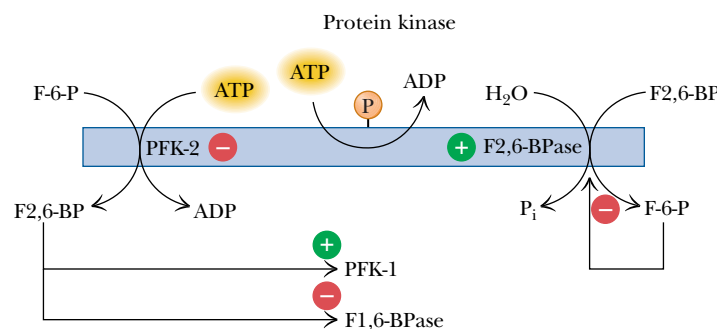 Protein kinase
ATP
ATP
ADP
F-6-P
P
H₂O
F2,6-BP
PFK-2 −
+ F2,6-BPase
F2,6-BP
ADP
Pᵢ
−
F-6-P
+
PFK-1
−
F1,6-BPase